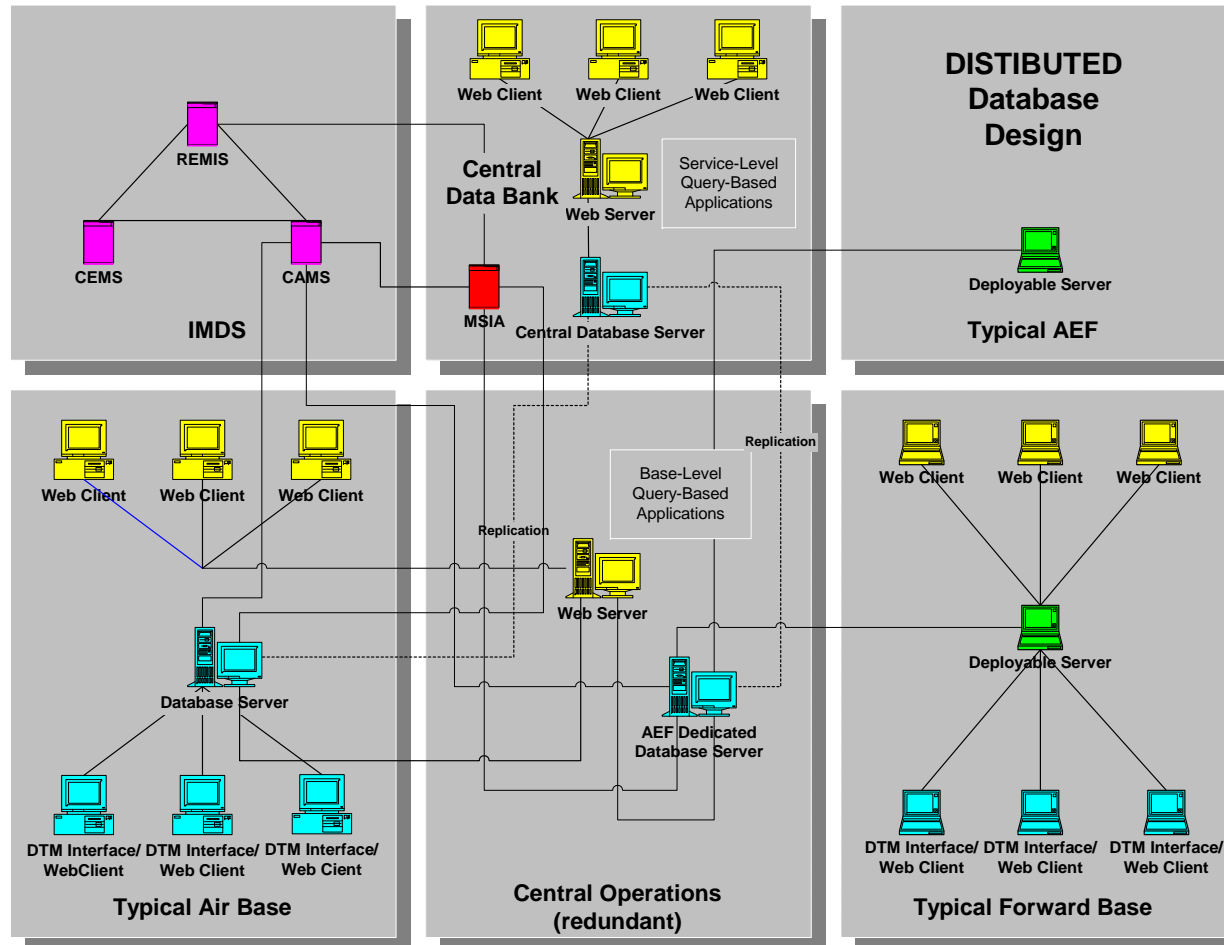 REMIS
CEMS
CAMS
IMDS
Web Client
Web Client
Web Client
Central
Data Bank
Service-Level
Query-Based
Applications
Web Server
MSIA
Central Database Server
DISTIBUTED
Database
Design
Deployable Server
Typical AEF
Web Client
Web Client
Web Client
Database Server
DTM Interface/
WebClient
DTM Interface/
Web Client
DTM Interface/
Web Cient
Typical Air Base
Replication
Replication
Base-Level
Query-Based
Applications
Web Server
AEF Dedicated
Database Server
Central Operations
(redundant)
Web Client
Web Client
Web Client
Deployable Server
DTM Interface/
Web Client
DTM Interface/
Web Client
DTM Interface/
Web Client
Typical Forward Base